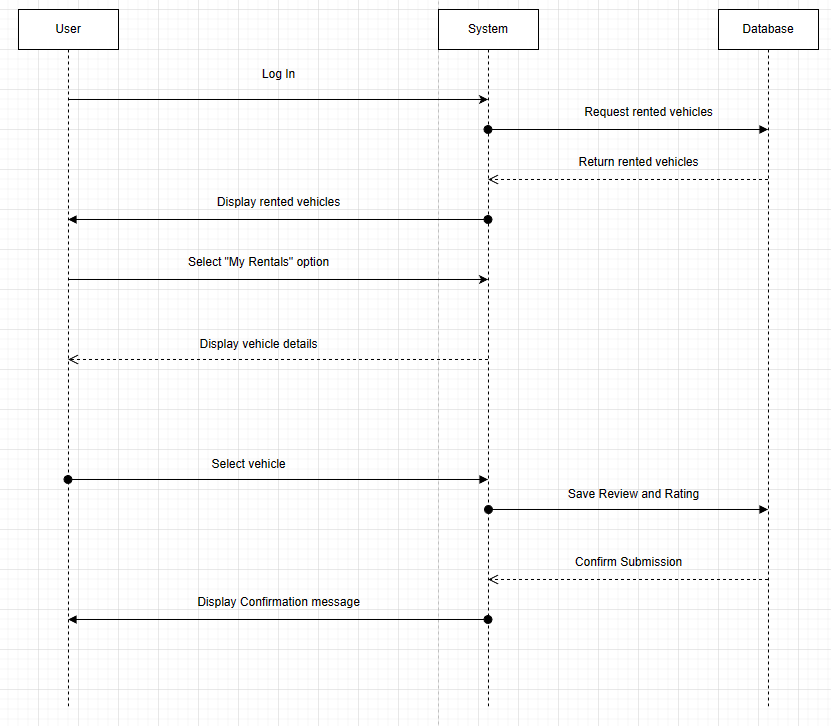 User
System
Database
Log In
Request rented vehicles
Return rented vehicles
Display rented vehicles
Select "My Rentals" option
Display vehicle details
Select vehicle
Save Review and Rating
Confirm Submission
Display Confirmation message